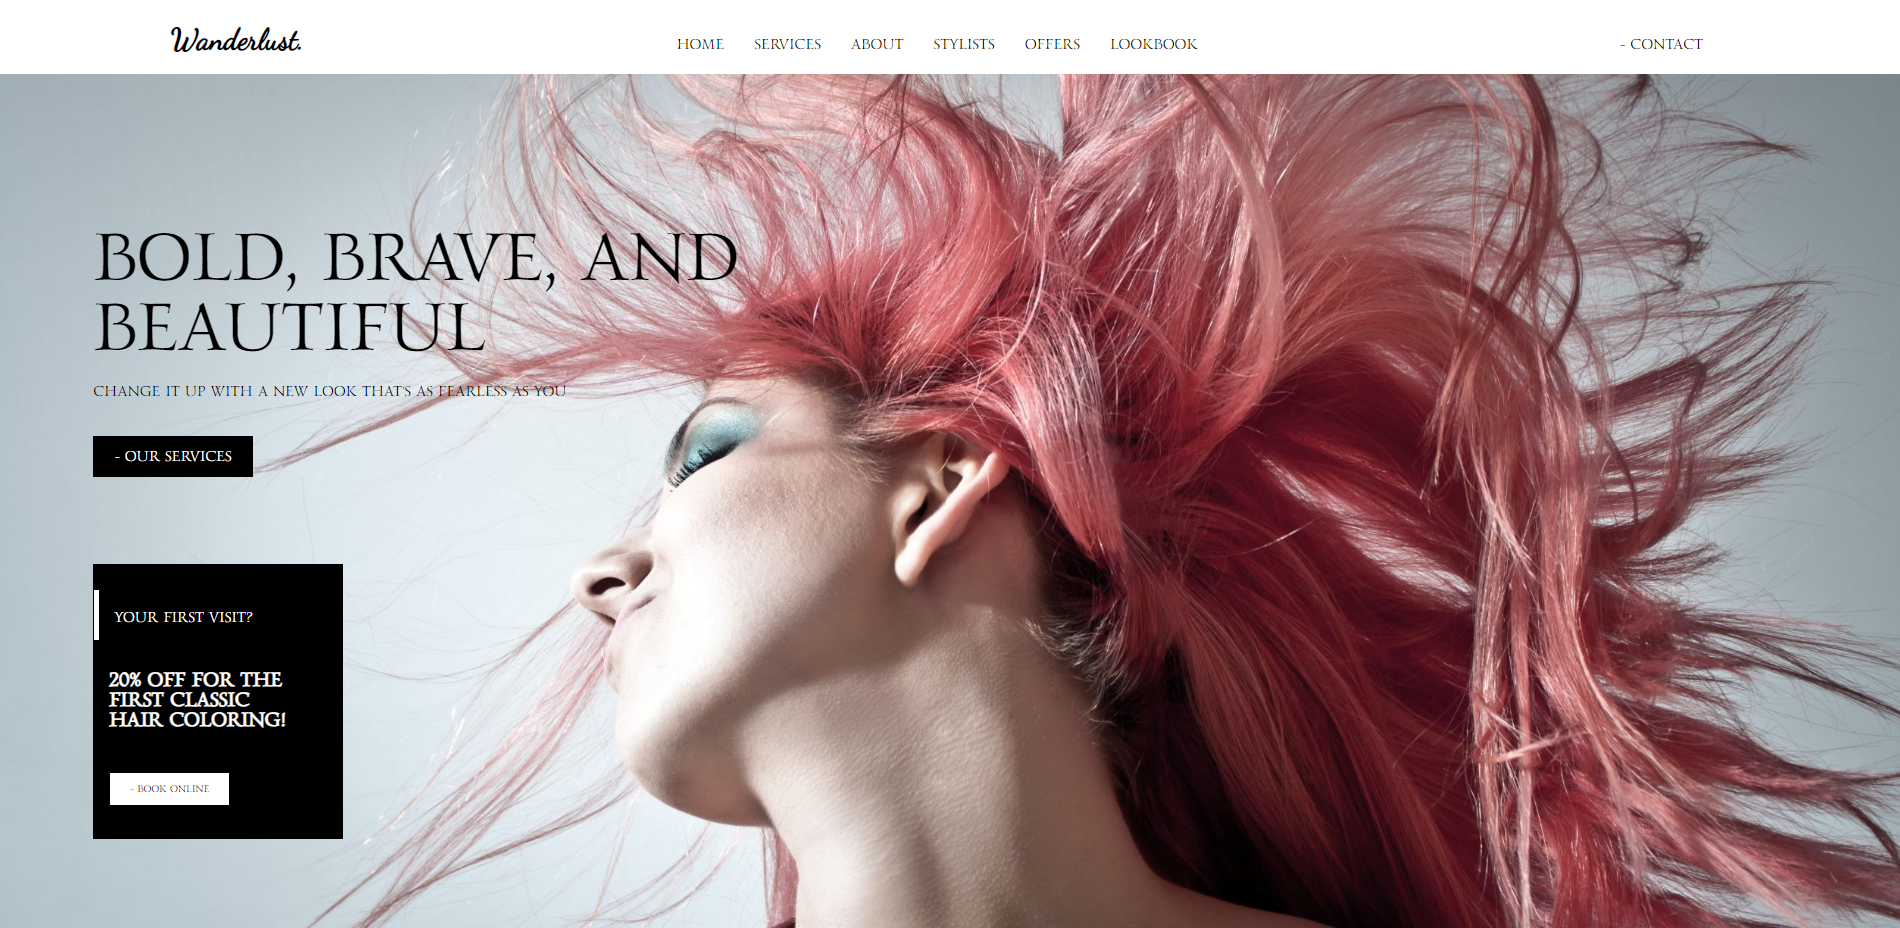 Wanderlust.
HOME SERVICES ABOUT STYLISTS OFFERS LOOKBOOK
- CONTACT
BOLD, BRAVE, AND
BEAUTIFUL
CHANGE IT UP WITH A NEW LOOK THAT'S AS FEARLESS AS YOU
- OUR SERVICES
YOUR FIRST VISIT?
20% OFF FOR THE
FIRST CLASSIC
HAIR COLORING!
- BOOK ONLINE